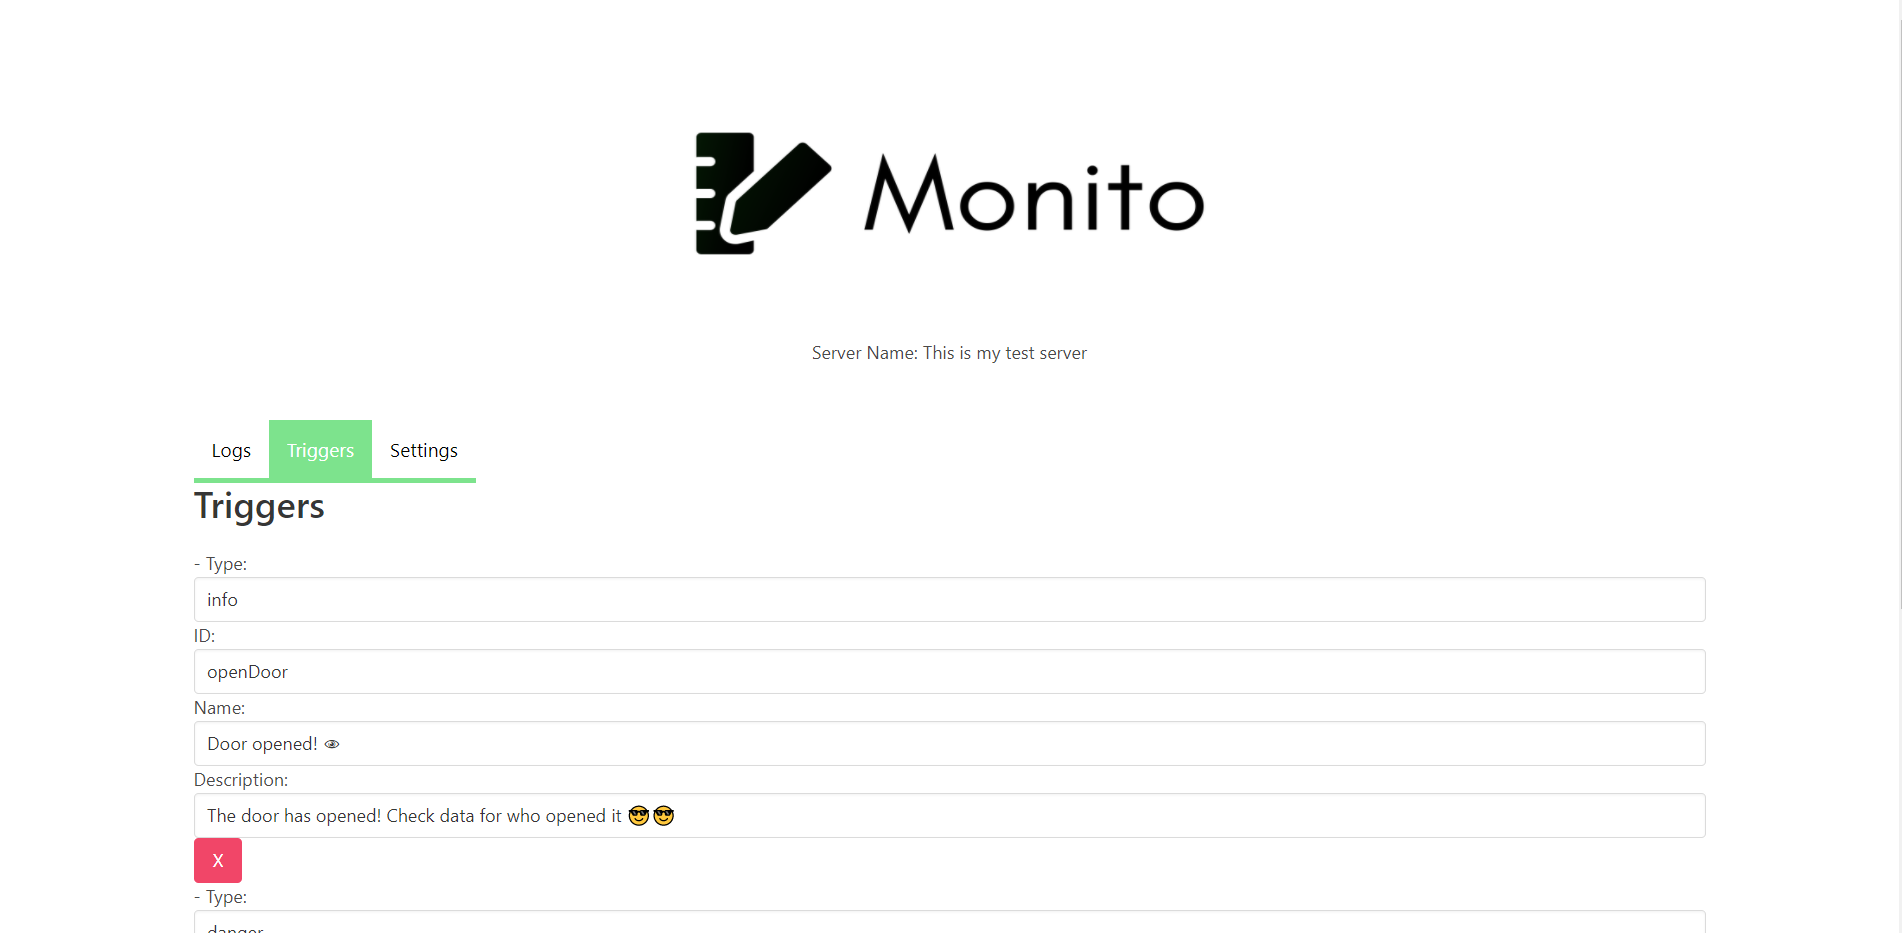 Monito
Server Name: This is my test server
Logs Triggers Settings
Triggers
- Type:
info
ID:
openDoor
Name:
Door opened! 👁
Description:
The door has opened! Check data for who opened it 😎😎
X
- Type:
danger